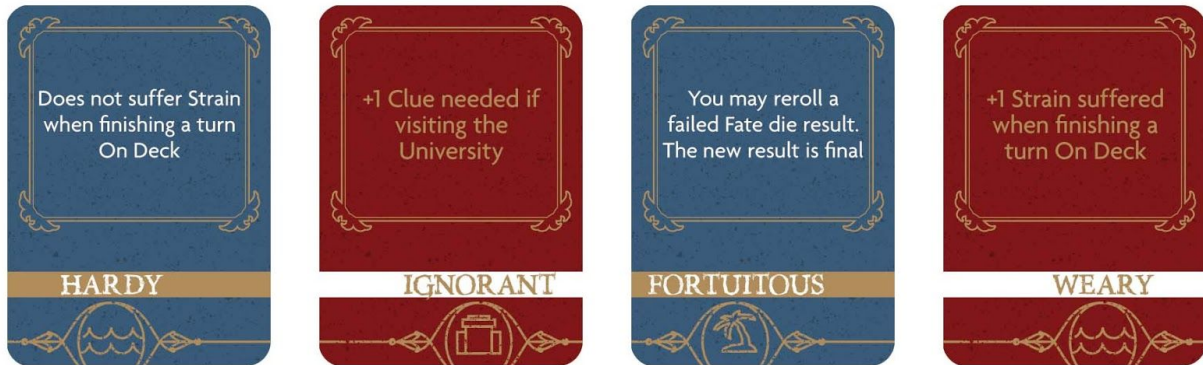 Does not suffer Strain
when finishing a turn
On Deck
HARDY
+1 Clue needed if
visiting the
University
IGNORANT
You may reroll a
failed Fate die result.
The new result is final
FORTUITOUS
+1 Strain suffered
when finishing a
turn On Deck
WEARY